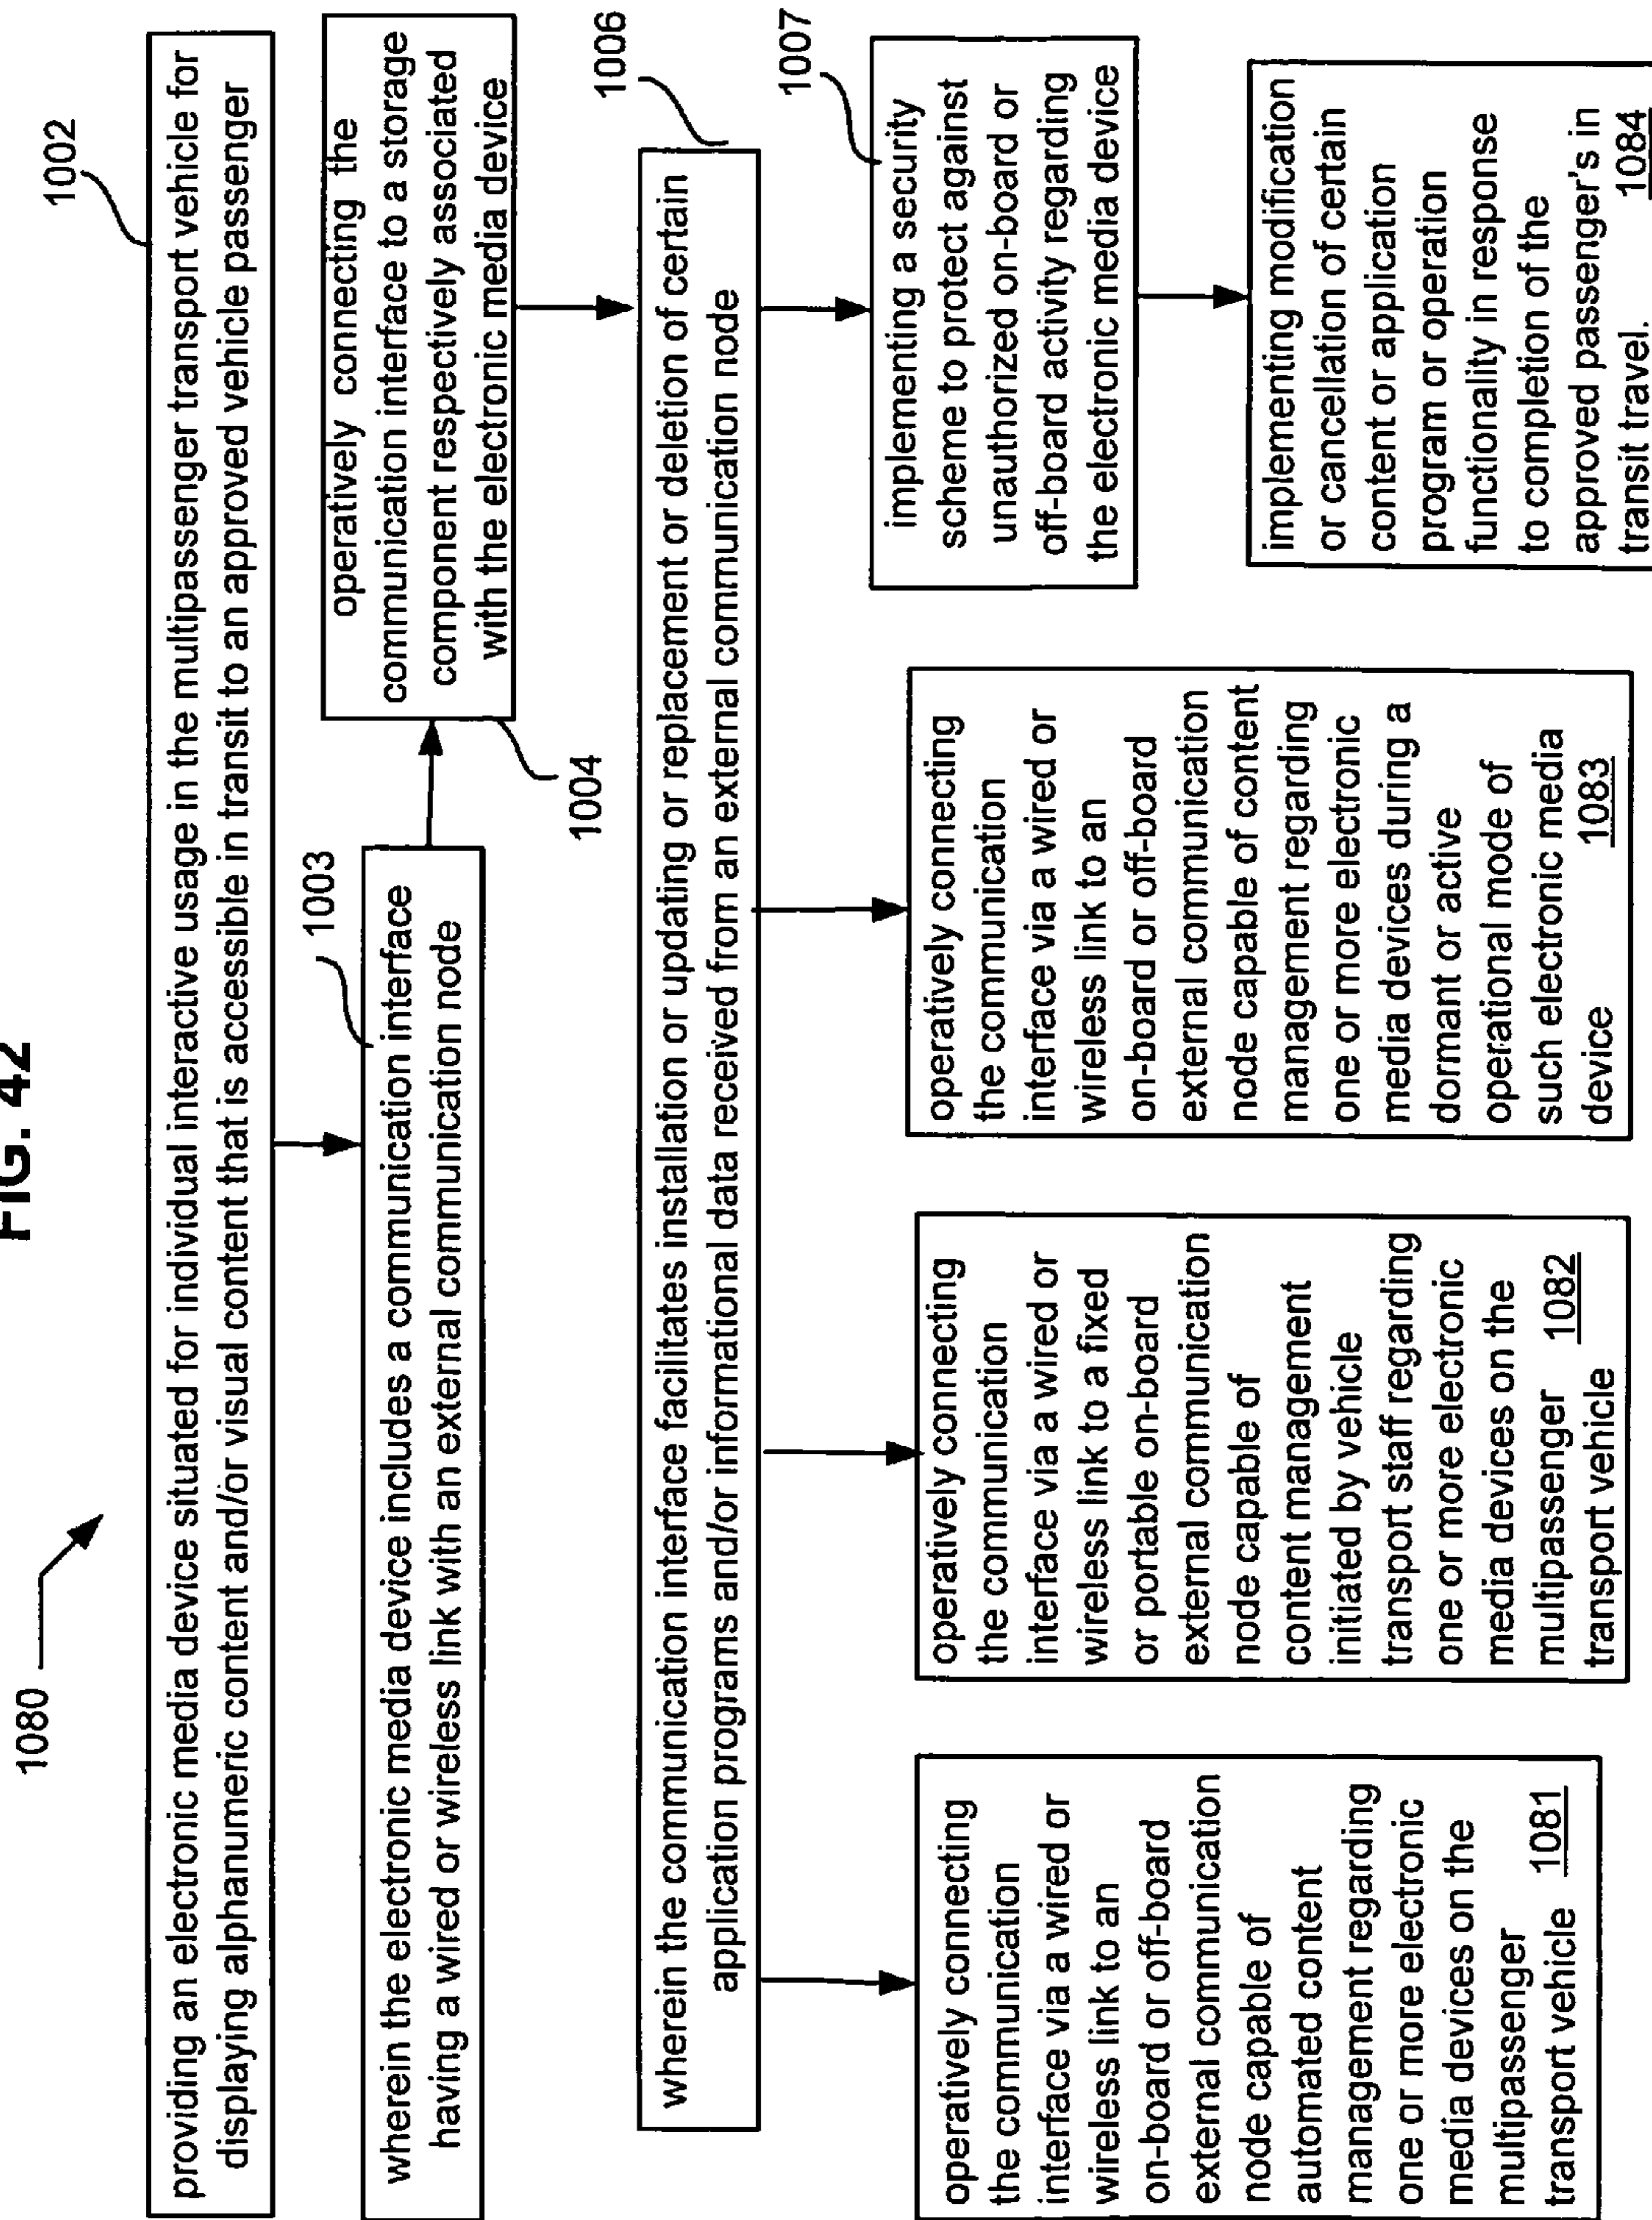 FIG. 42
1080
1002
providing an electronic media device situated for individual interactive usage in the multipassenger transport vehicle for
displaying alphanumeric content and/or visual content that is accessible in transit to an approved vehicle passenger
1003
wherein the electronic media device includes a communication interface
having a wired or wireless link with an external communication node
operatively connecting the
communication interface to a storage
component respectively associated
with the electronic media device
1004
1006
wherein the communication interface facilitates installation or updating or replacement or deletion of certain
application programs and/or informational data received from an external communication node
1007
operatively connecting
the communication
interface via a wired or
wireless link to an
on-board or off-board
external communication
node capable of
automated content
management regarding
one or more electronic
media devices on the
multipassenger
transport vehicle 1081
operatively connecting
the communication
interface via a wired or
wireless link to a fixed
or portable on-board
external communication
node capable of
content management
initiated by vehicle
transport staff regarding
one or more electronic
media devices on the
multipassenger 1082
transport vehicle
operatively connecting
the communication
interface via a wired or
wireless link to an
on-board or off-board
external communication
node capable of content
management regarding
one or more electronic
media devices during a
dormant or active
operational mode of
such electronic media
device 1083
implementing a security
scheme to protect against
unauthorized on-board or
off-board activity regarding
the electronic media device
implementing modification
or cancellation of certain
content or application
program or operation
functionality in response
to completion of the
approved passenger's in
transit travel. 1084